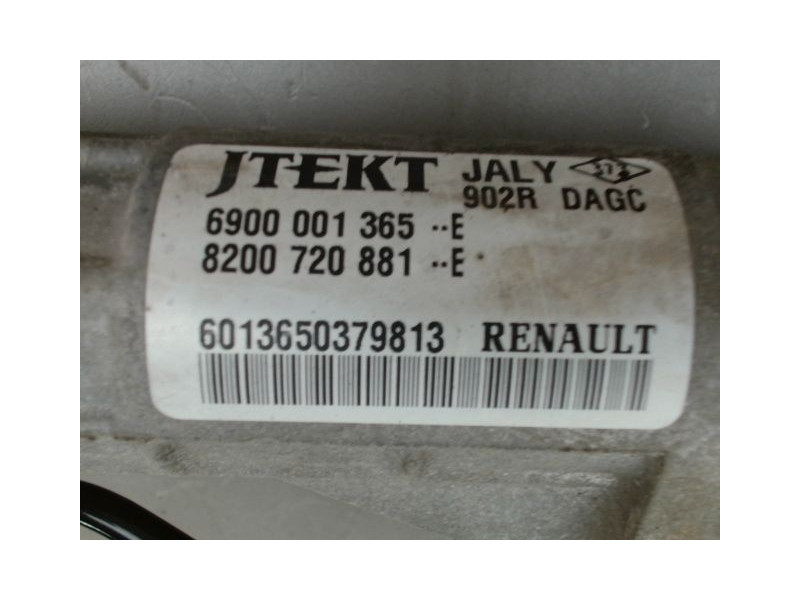 JTEKT JALY
902R DAGC
6900 001 365 --E
8200 720 881 --E
6013650379813 RENAULT